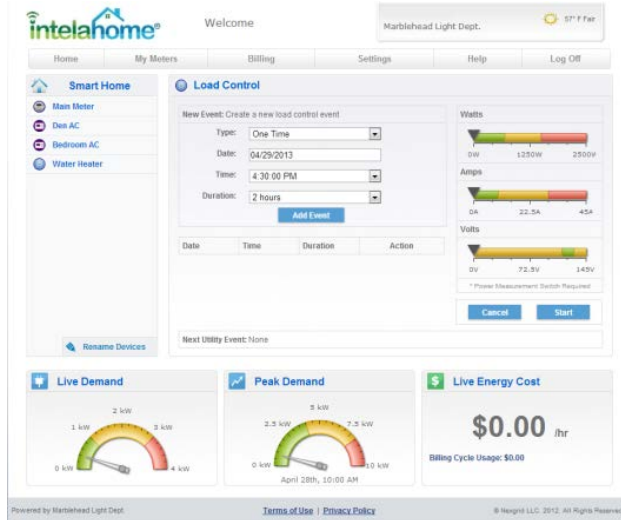 intelahome®
Welcome
Marblehead Light Dept.
57° F Fair
Home My Meters Billing Settings Help Log Off
Smart Home
Main Meter
Den AC
Bedroom AC
Water Heater
Rename Devices
Load Control
New Event: Create a new load control event
Type: One Time
Date: 04/29/2013
Time: 4:30:00 PM
Duration: 2 hours
Add Event
Date Time Duration Action
Next Utility Event: None
Watts
0W 1250W 2500W
Amps
0A 22.5A 45A
Volts
0V 72.5V 145V
* Power Measurement Switch Required
Cancel Start
Live Demand
0 kW 1 kW 2 kW 3 kW 4 kW
Peak Demand
0 kW 2.5 kW 5 kW 7.5 kW 10 kW
April 28th, 10:00 AM
Live Energy Cost
$0.00 /hr
Billing Cycle Usage: $0.00
Powered by Marblehead Light Dept.
Terms of Use | Privacy Policy
© Nexgrid LLC. 2012. All Rights Reserved